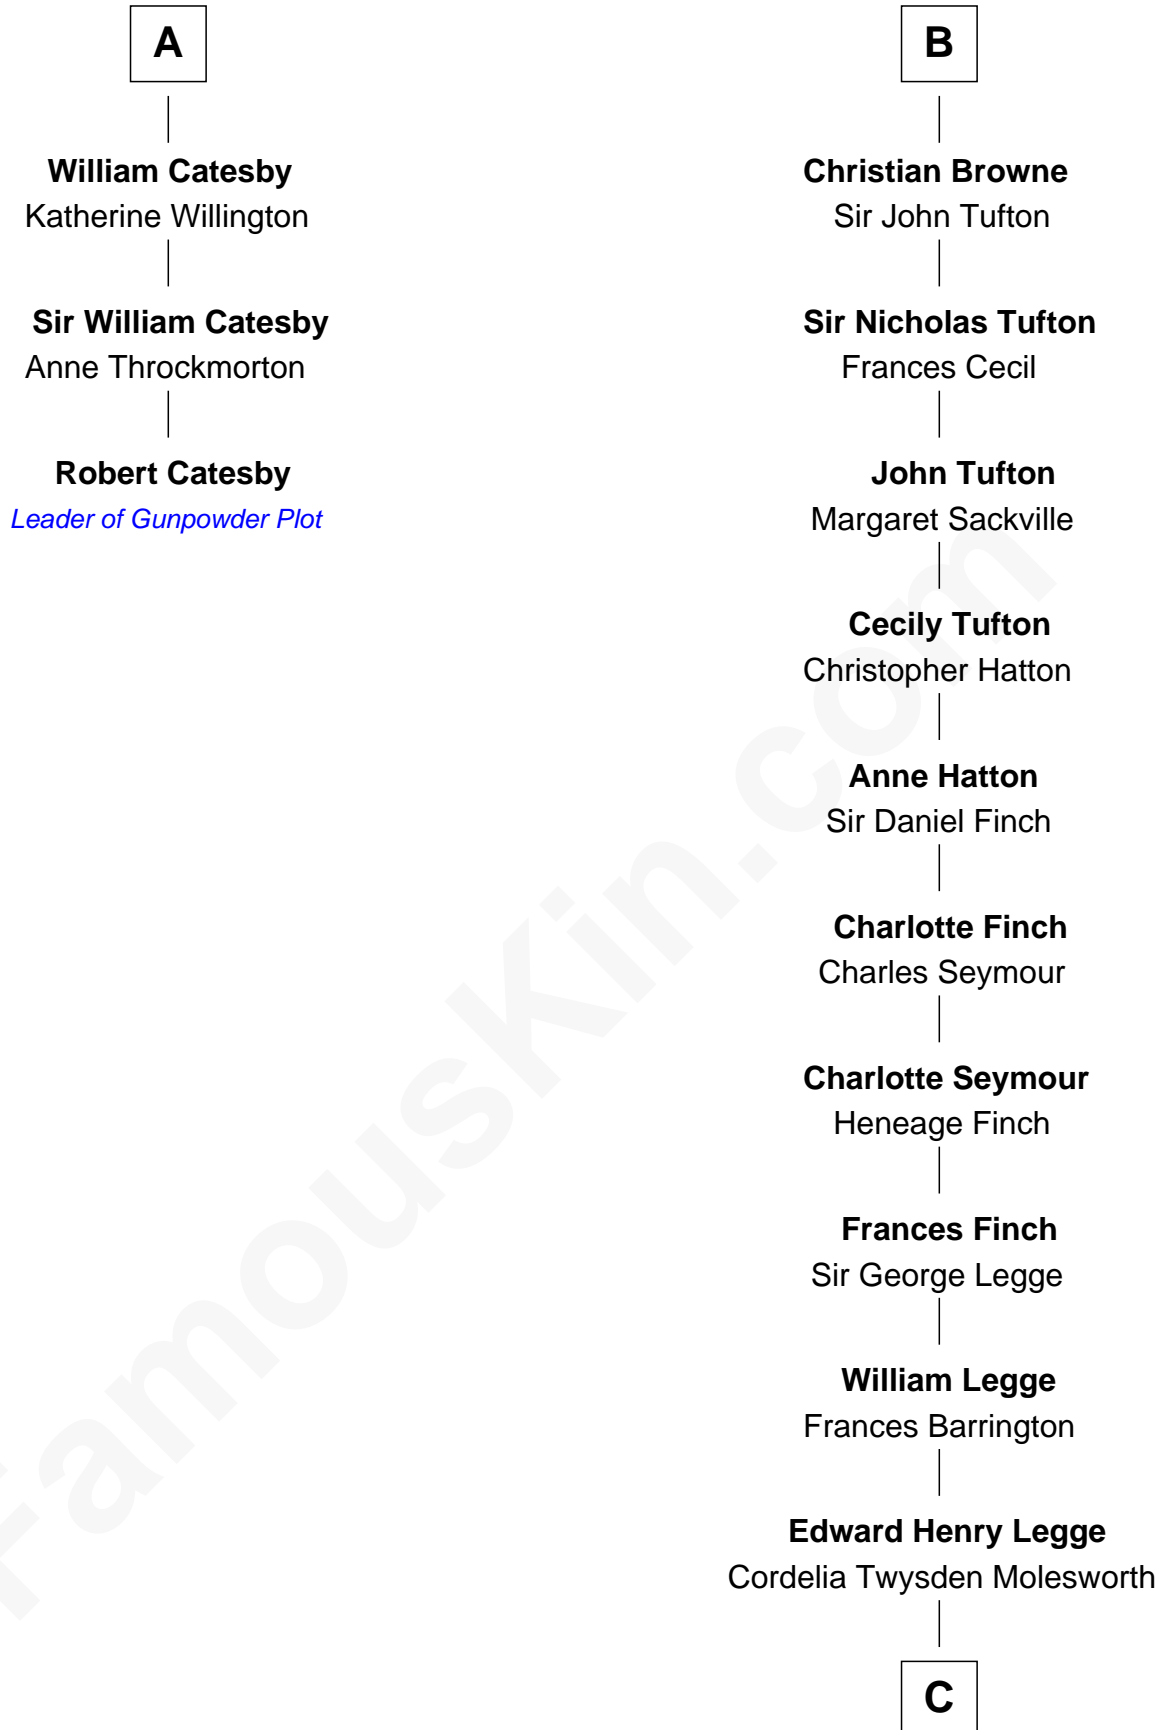 A
William Catesby
Katherine Willington
Sir William Catesby
Anne Throckmorton
Robert Catesby
Leader of Gunpowder Plot
B
Christian Browne
Sir John Tufton
Sir Nicholas Tufton
Frances Cecil
John Tufton
Margaret Sackville
Cecily Tufton
Christopher Hatton
Anne Hatton
Sir Daniel Finch
Charlotte Finch
Charles Seymour
Charlotte Seymour
Heneage Finch
Frances Finch
Sir George Legge
William Legge
Frances Barrington
Edward Henry Legge
Cordelia Twysden Molesworth
C
FamousKin.com